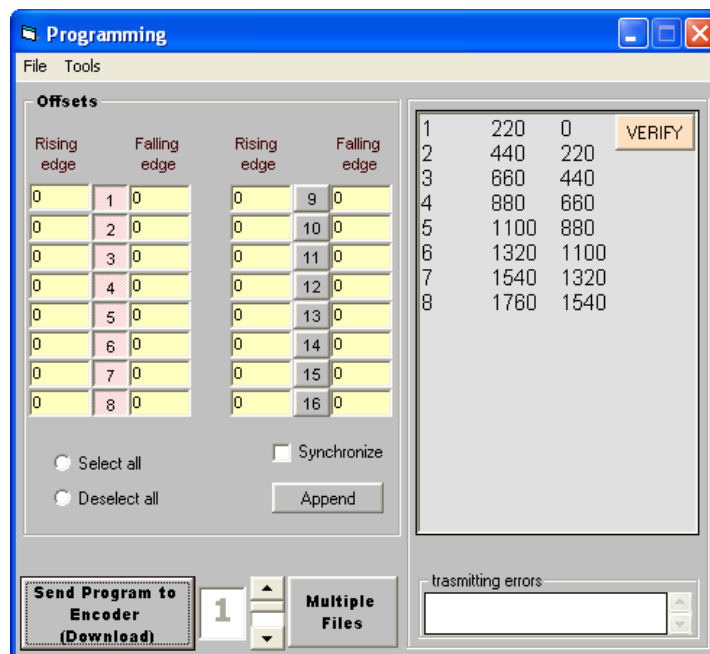 Programming
File Tools
Offsets
Rising edge Falling edge Rising edge Falling edge
0 1 0 0 9 0
0 2 0 0 10 0
0 3 0 0 11 0
0 4 0 0 12 0
0 5 0 0 13 0
0 6 0 0 14 0
0 7 0 0 15 0
0 8 0 0 16 0
Select all
Synchronize
Deselect all
Append
1 220 0
2 440 220
3 660 440
4 880 660
5 1100 880
6 1320 1100
7 1540 1320
8 1760 1540
VERIFY
Send Program to
Encoder
(Download)
1
Multiple
Files
trasmitting errors